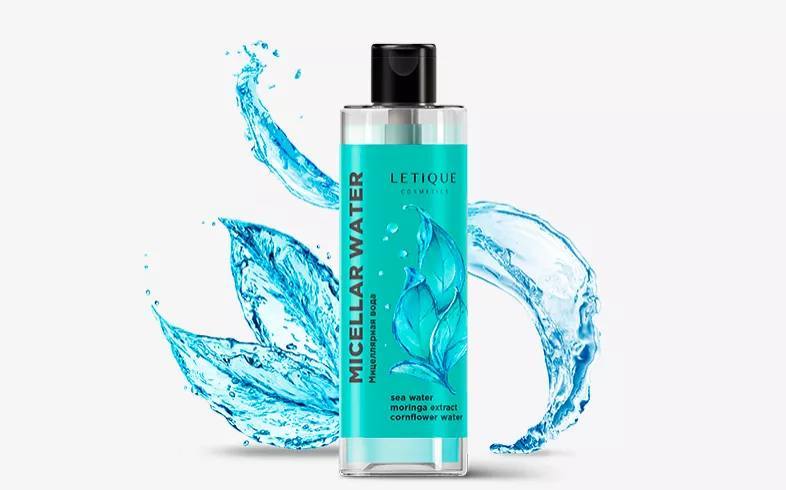 LETIQUE
COSMETICS
MICELLAR WATER
Мицеллярная вода
sea water
moringa extract
cornflower water